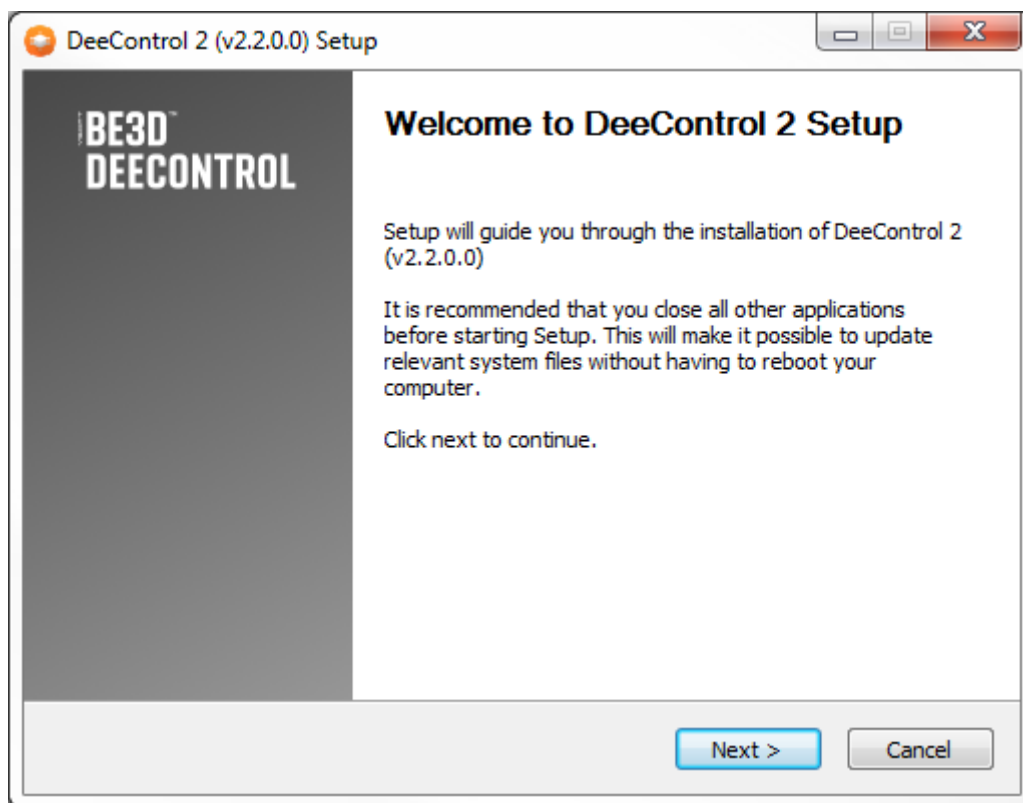 DeeControl 2 (v2.2.0.0) Setup
BE3D™
DEECONTROL
Welcome to DeeControl 2 Setup
Setup will guide you through the installation of DeeControl 2
(v2.2.0.0)
It is recommended that you close all other applications
before starting Setup. This will make it possible to update
relevant system files without having to reboot your
computer.
Click next to continue.
Next >
Cancel